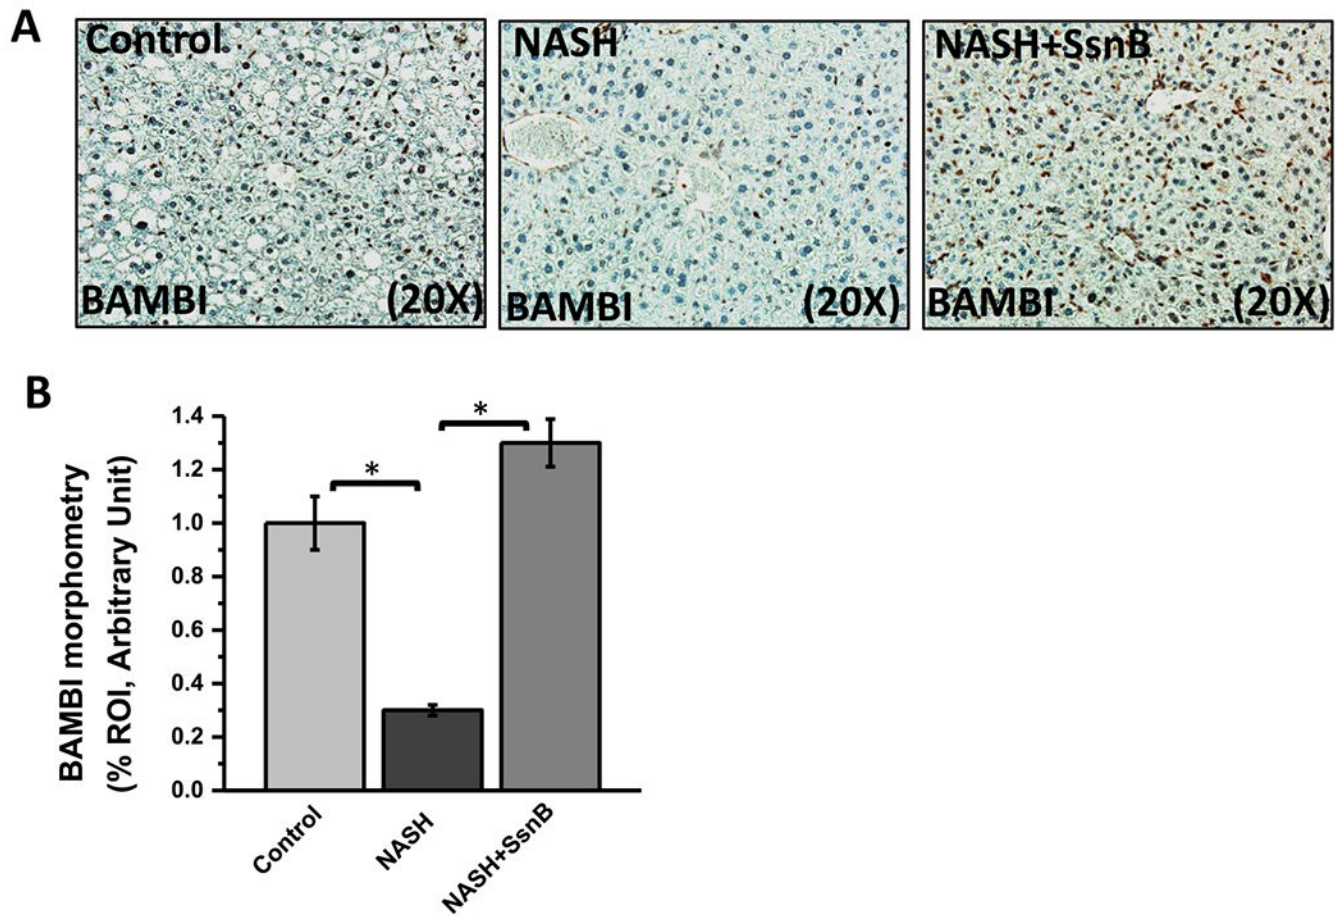 A
Control
NASH
NASH+SsnB
BAMBI
(20X)
BAMBI
(20X)
BAMBI
(20X)
B
BAMBI morphometry
(% ROI, Arbitrary Unit)
1.4
1.2
1.0
0.8
0.6
0.4
0.2
0.0
*
*
Control
NASH
NASH+SsnB